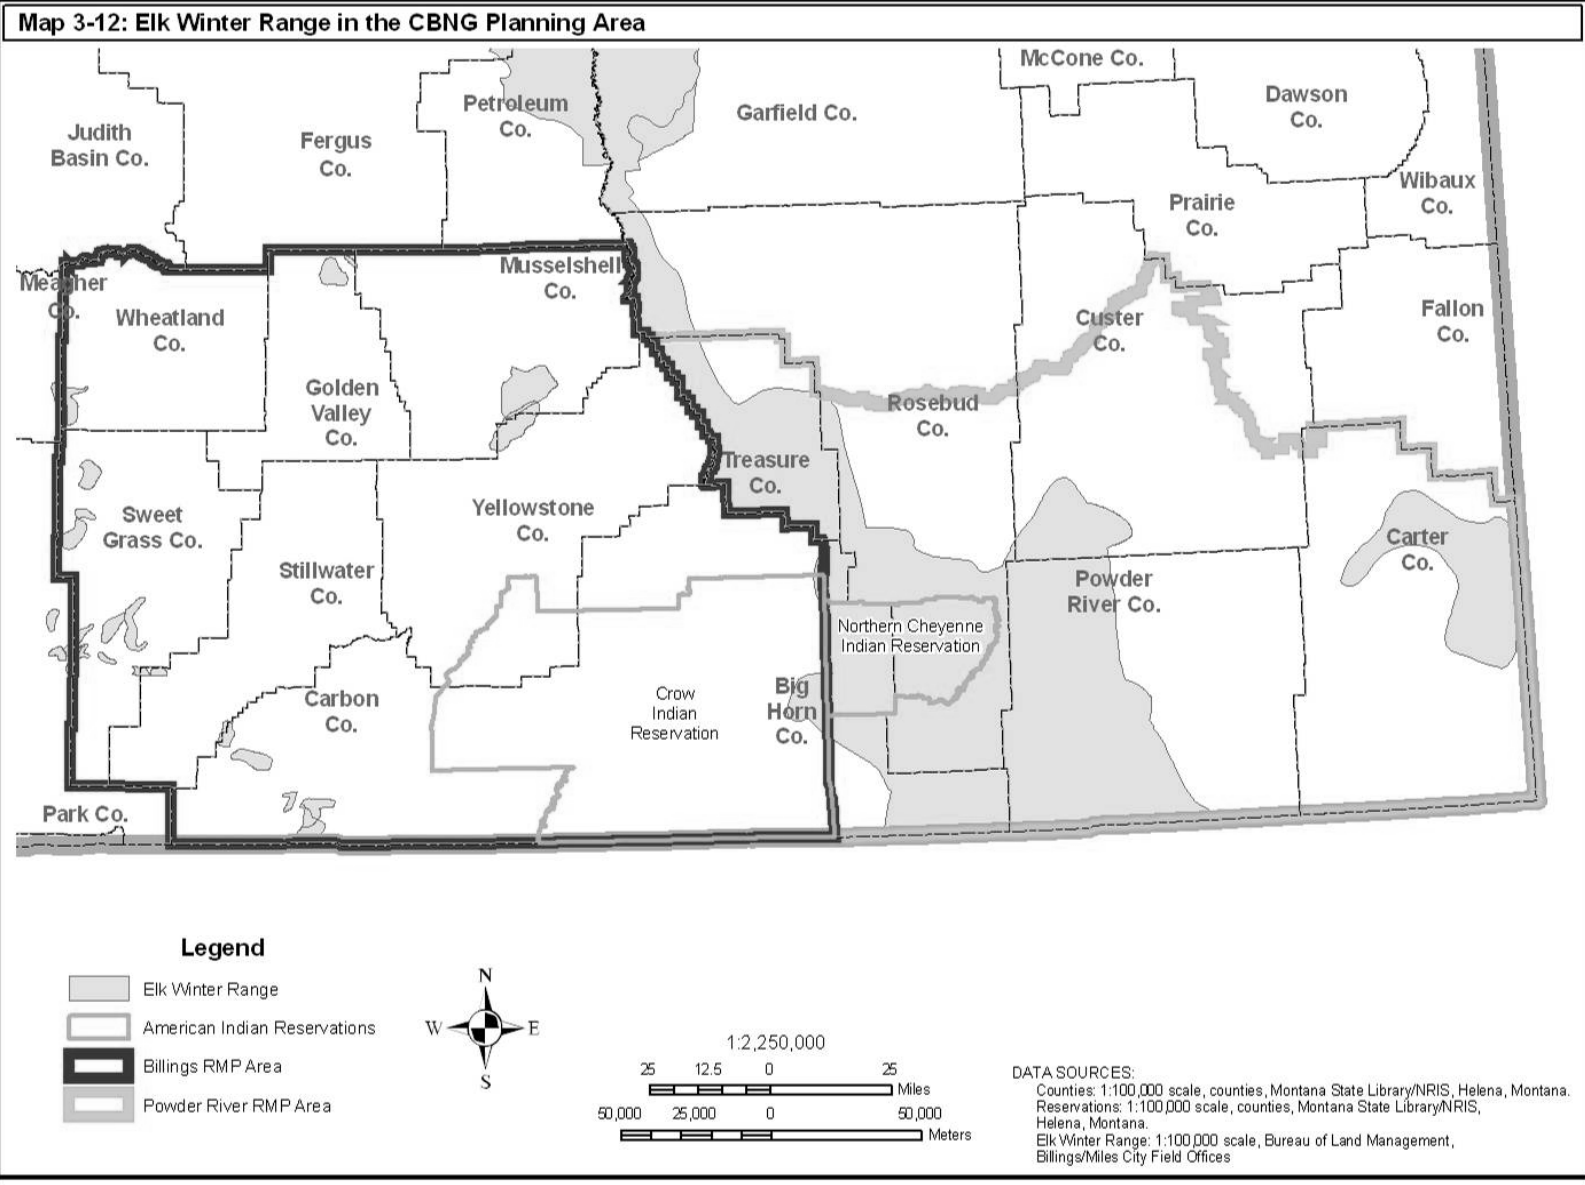 Map 3-12: Elk Winter Range in the CBNG Planning Area
McCone Co.
Judith
Basin Co.
Fergus
Co.
Petroleum
Co.
Garfield Co.
Dawson
Co.
Wibaux
Co.
Prairie
Co.
Meagher
Co.
Wheatland
Co.
Musselshell
Co.
Custer
Co.
Fallon
Co.
Golden
Valley
Co.
Rosebud
Co.
Treasure
Co.
Sweet
Grass Co.
Yellowstone
Co.
Stillwater
Co.
Carter
Co.
Powder
River Co.
Northern Cheyenne
Indian Reservation
Carbon
Co.
Crow
Indian
Reservation
Big
Horn
Co.
Park Co.
Legend
Elk Winter Range
American Indian Reservations
Billings RMP Area
Powder River RMP Area
N
W E
S
1:2,250,000
25 12.5 0 25
Miles
50,000 25,000 0 50,000
Meters
DATA SOURCES:
Counties: 1:100,000 scale, counties, Montana State Library/NRIS, Helena, Montana.
Reservations: 1:100,000 scale, counties, Montana State Library/NRIS,
Helena, Montana.
Elk Winter Range: 1:100,000 scale, Bureau of Land Management,
Billings/Miles City Field Offices